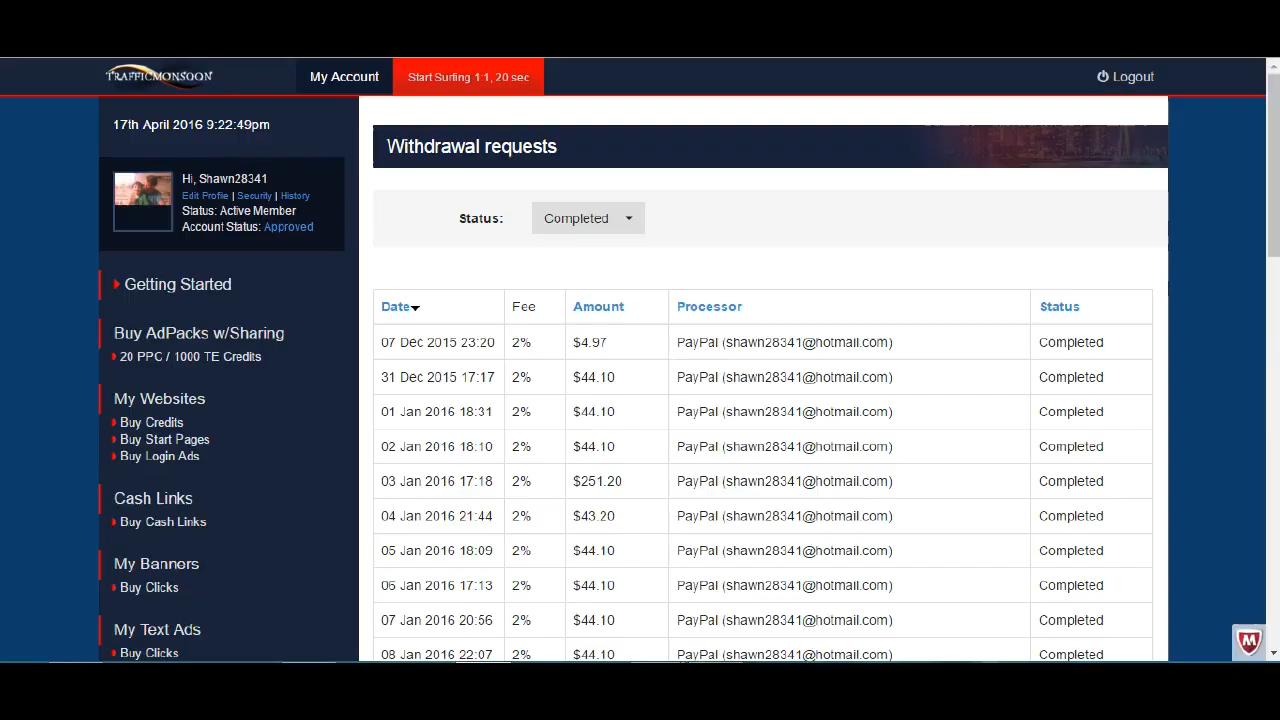 TRAFFICMONSOON
My Account
Start Surfing 1:1, 20 sec
Logout
17th April 2016 9:22:49pm
Hi, Shawn28341
Edit Profile | Security | History
Status: Active Member
Account Status: Approved
Getting Started
Buy AdPacks w/Sharing
20 PPC / 1000 TE Credits
My Websites
Buy Credits
Buy Start Pages
Buy Login Ads
Cash Links
Buy Cash Links
My Banners
Buy Clicks
My Text Ads
Buy Clicks
Withdrawal requests
Status: Completed
Date Fee Amount Processor Status
07 Dec 2015 23:20 2% $4.97 PayPal (shawn28341@hotmail.com) Completed
31 Dec 2015 17:17 2% $44.10 PayPal (shawn28341@hotmail.com) Completed
01 Jan 2016 18:31 2% $44.10 PayPal (shawn28341@hotmail.com) Completed
02 Jan 2016 18:10 2% $44.10 PayPal (shawn28341@hotmail.com) Completed
03 Jan 2016 17:18 2% $251.20 PayPal (shawn28341@hotmail.com) Completed
04 Jan 2016 21:44 2% $43.20 PayPal (shawn28341@hotmail.com) Completed
05 Jan 2016 18:09 2% $44.10 PayPal (shawn28341@hotmail.com) Completed
06 Jan 2016 17:13 2% $44.10 PayPal (shawn28341@hotmail.com) Completed
07 Jan 2016 20:56 2% $44.10 PayPal (shawn28341@hotmail.com) Completed
08 Jan 2016 22:07 2% $44.10 PayPal (shawn28341@hotmail.com) Completed